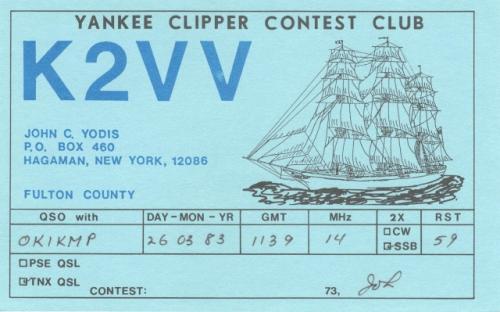 YANKEE CLIPPER CONTEST CLUB
K2VV
JOHN C. YODIS
P.O. BOX 460
HAGAMAN, NEW YORK, 12086
FULTON COUNTY
QSO with DAY-MON-YR GMT MHz 2X RST
OK1KMP 26 03 83 1139 14 ☐CW ☑SSB 59
☐PSE QSL
☑TNX QSL
CONTEST: 73, John